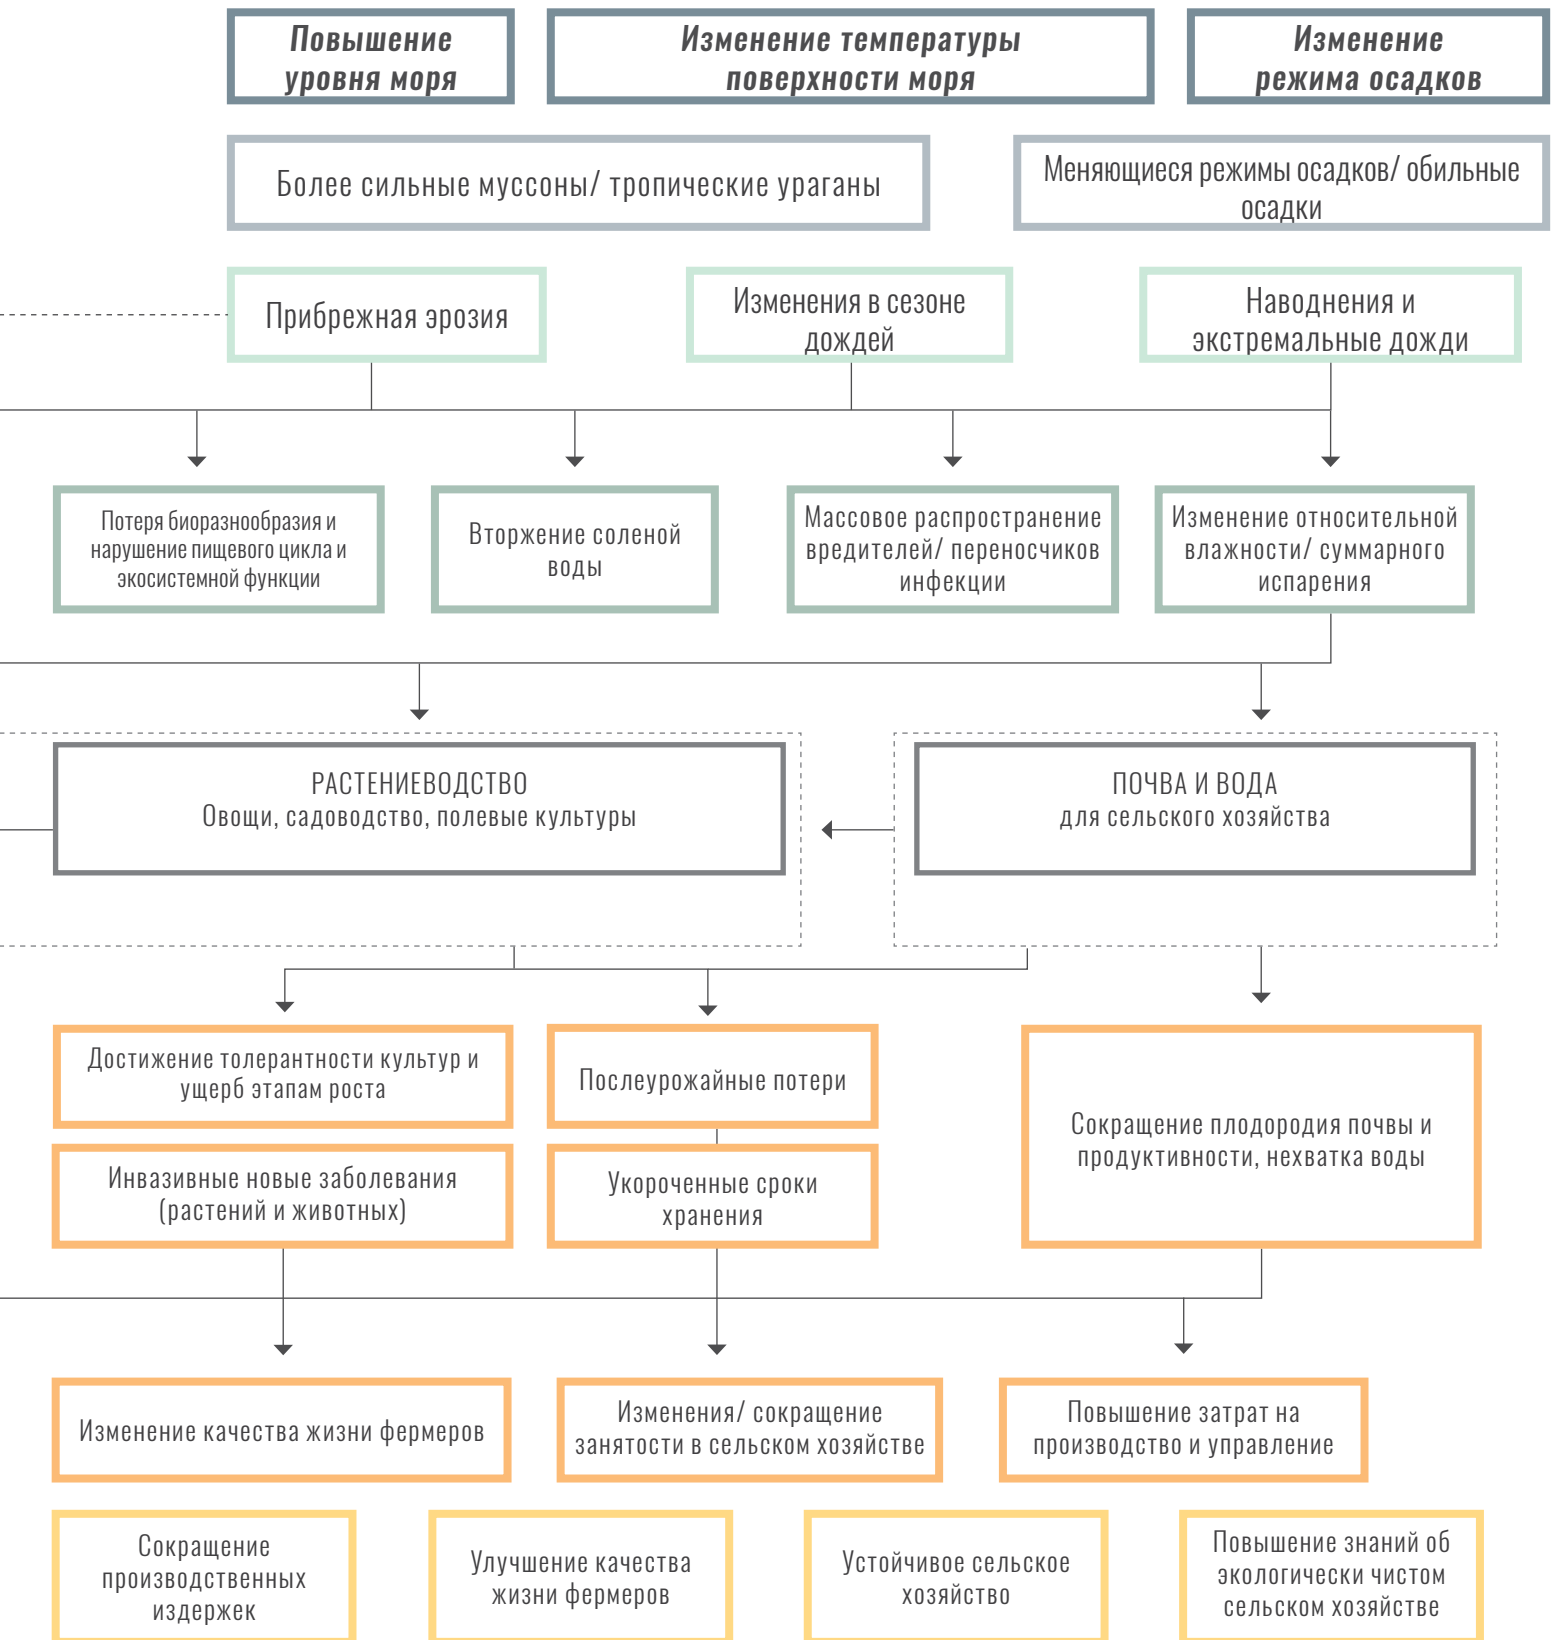 Повышение
уровня моря
Изменение температуры
поверхности моря
Изменение
режима осадков
Более сильные муссоны/ тропические ураганы
Меняющиеся режимы осадков/ обильные
осадки
Прибрежная эрозия
Изменения в сезоне
дождей
Наводнения и
экстремальные дожди
Потеря биоразнообразия и
нарушение пищевого цикла и
экосистемной функции
Вторжение соленой
воды
Массовое распространение
вредителей/ переносчиков
инфекции
Изменение относительной
влажности/ суммарного
испарения
РАСТЕНИЕВОДСТВО
Овощи, садоводство, полевые культуры
ПОЧВА И ВОДА
для сельского хозяйства
Достижение толерантности культур и
ущерб этапам роста
Послеурожайные потери
Сокращение плодородия почвы и
продуктивности, нехватка воды
Инвазивные новые заболевания
(растений и животных)
Укороченные сроки
хранения
Изменение качества жизни фермеров
Изменения/ сокращение
занятости в сельском хозяйстве
Повышение затрат на
производство и управление
Сокращение
производственных
издержек
Улучшение качества
жизни фермеров
Устойчивое сельское
хозяйство
Повышение знаний об
экологически чистом
сельском хозяйстве